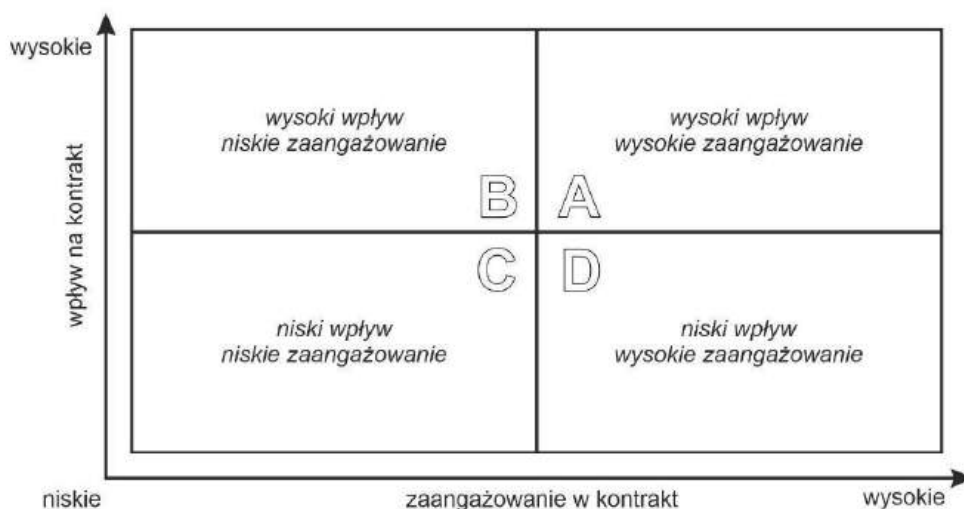 wysokie
wpływ na kontrakt
wysoki wpływ
niskie zaangażowanie
wysoki wpływ
wysokie zaangażowanie
B
A
C
D
niski wpływ
niskie zaangażowanie
niski wpływ
wysokie zaangażowanie
niskie
zaangażowanie w kontrakt
wysokie